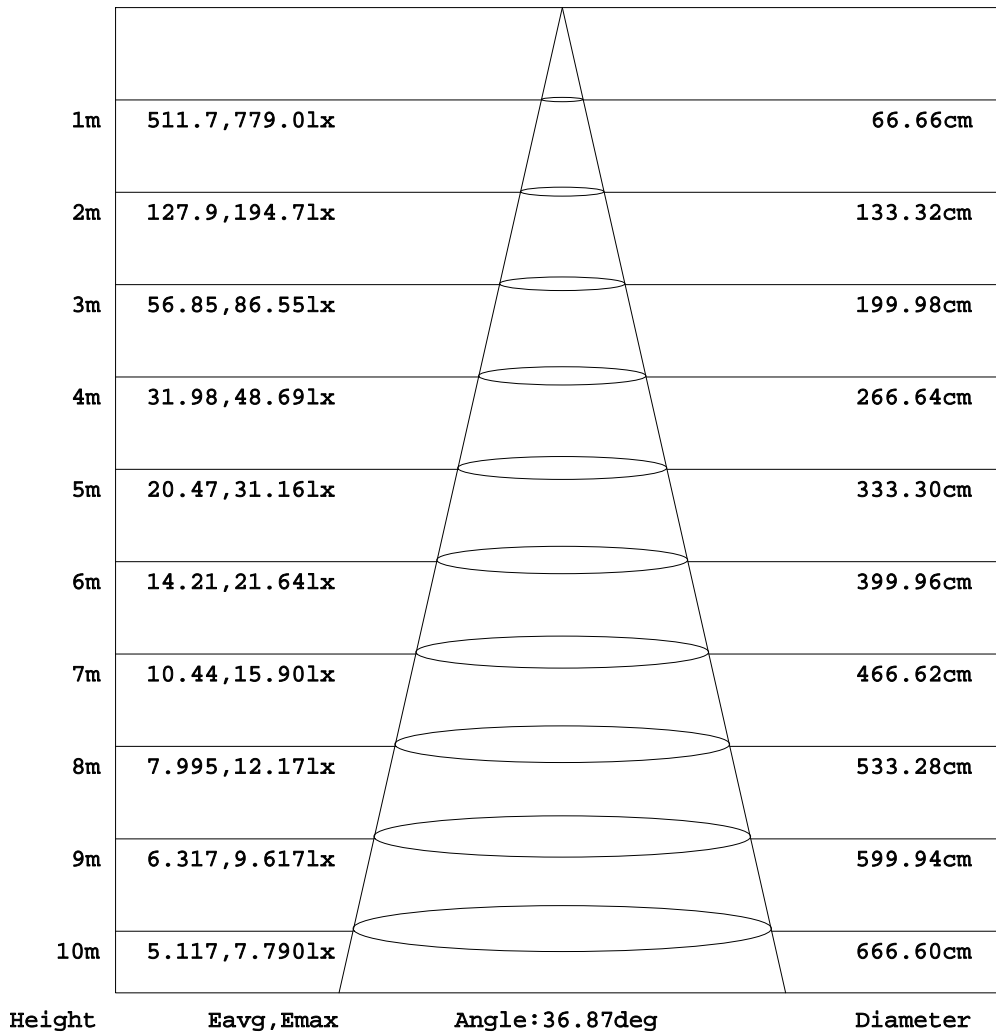 1m 511.7,779.0lx 66.66cm
2m 127.9,194.7lx 133.32cm
3m 56.85,86.55lx 199.98cm
4m 31.98,48.69lx 266.64cm
5m 20.47,31.16lx 333.30cm
6m 14.21,21.64lx 399.96cm
7m 10.44,15.90lx 466.62cm
8m 7.995,12.17lx 533.28cm
9m 6.317,9.617lx 599.94cm
10m 5.117,7.790lx 666.60cm
Height Eavg,Emax Angle:36.87deg Diameter